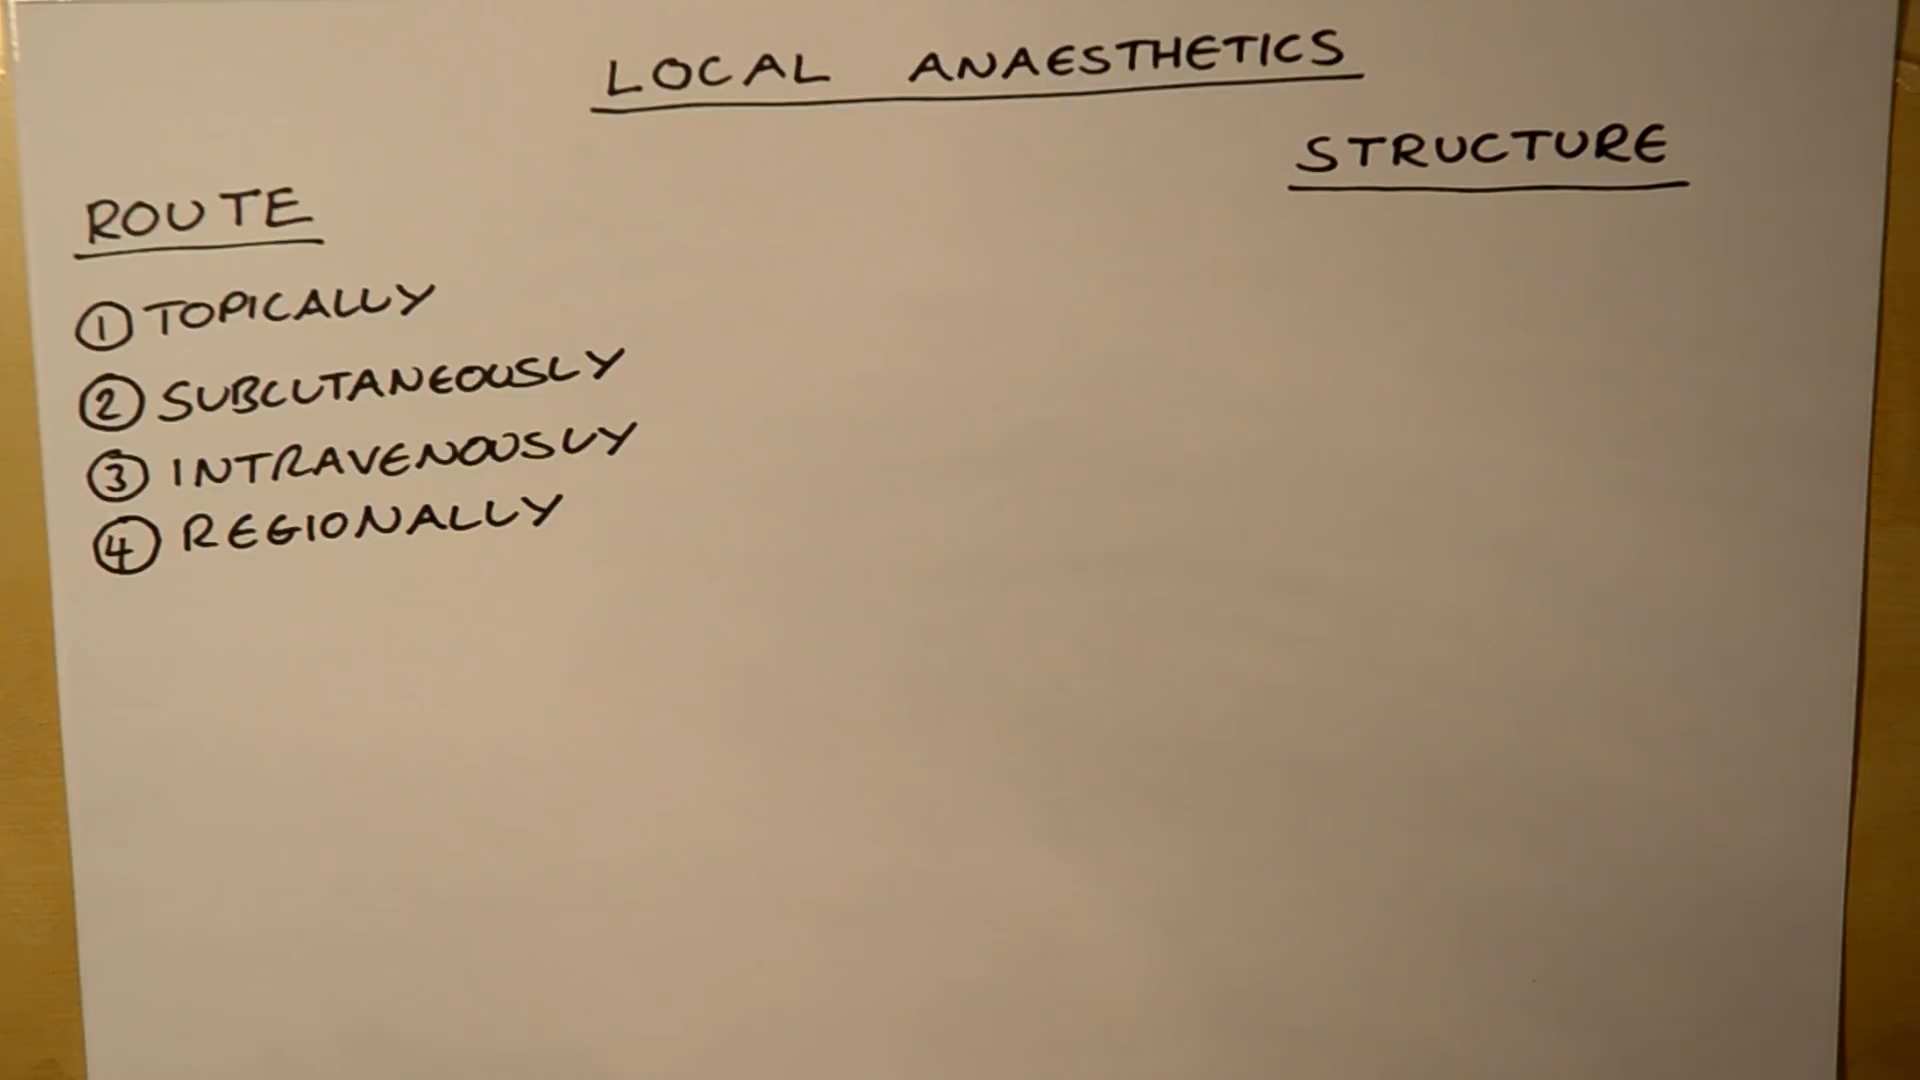 LOCAL ANAESTHETICS
STRUCTURE
ROUTE
① TOPICALLY
② SUBCUTANEOUSLY
③ INTRAVENOUSLY
④ REGIONALLY